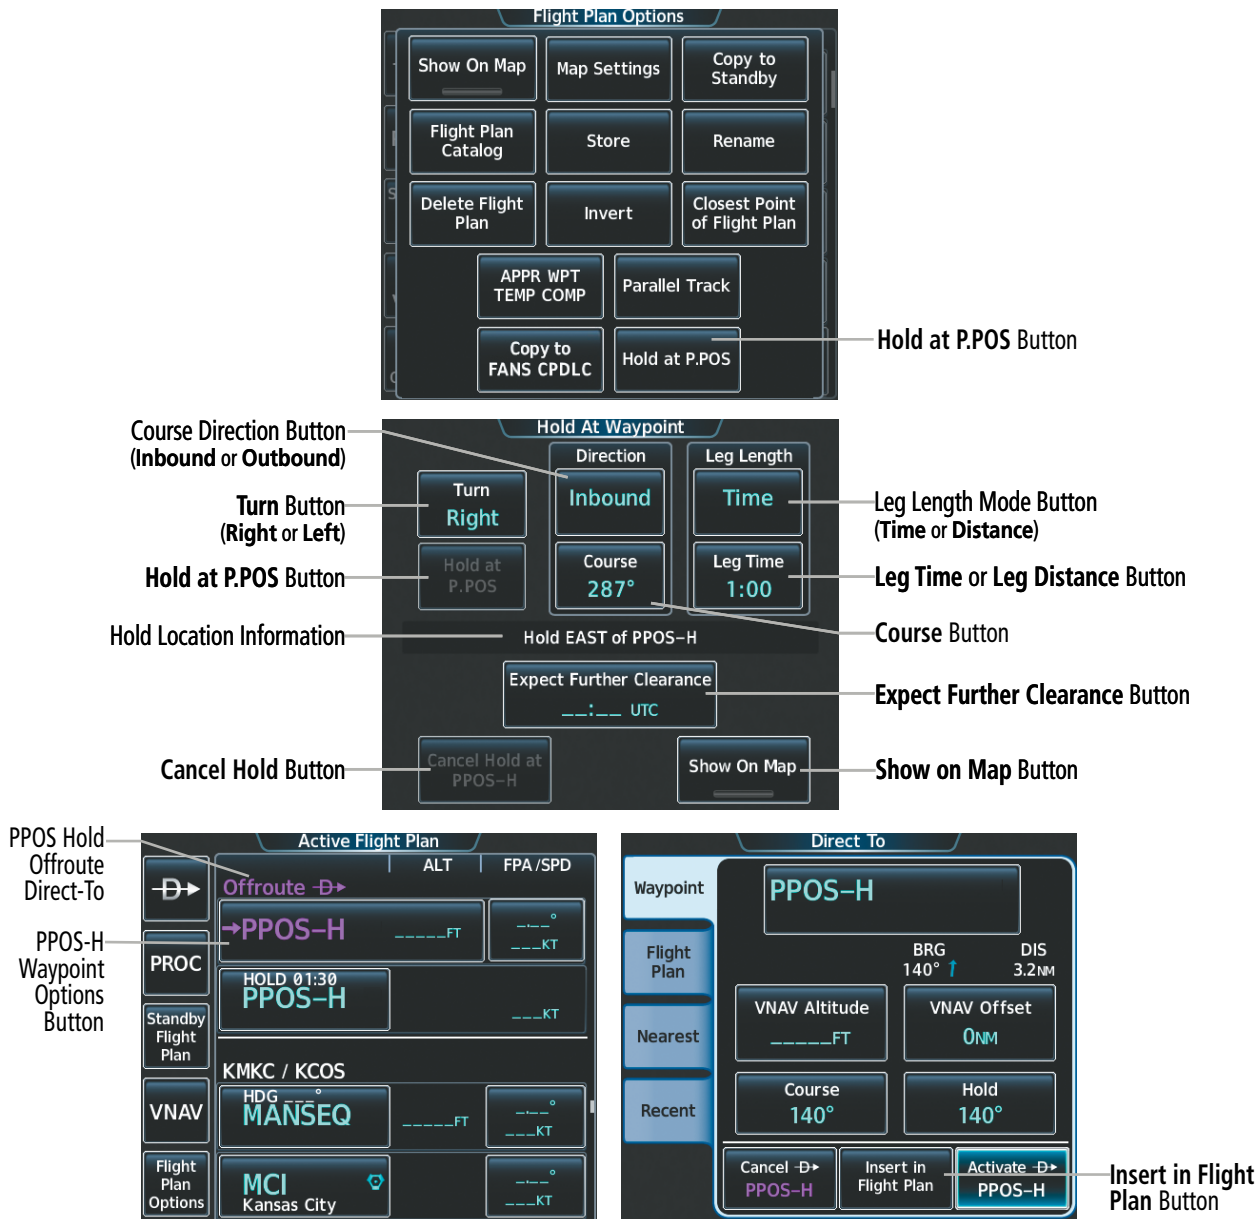 Flight Plan Options
Show On Map
Map Settings
Copy to
Standby
Flight Plan
Catalog
Store
Rename
Delete Flight
Plan
Invert
Closest Point
of Flight Plan
APPR WPT
TEMP COMP
Parallel Track
Copy to
FANS CPDLC
Hold at P.POS
Hold at P.POS Button
Hold At Waypoint
Course Direction Button
(Inbound or Outbound)
Turn Button
(Right or Left)
Hold at P.POS Button
Hold Location Information
Cancel Hold Button
Direction
Leg Length
Turn
Right
Inbound
Time
Hold at
P.POS
Course
287°
Leg Time
1:00
Hold EAST of PPOS-H
Expect Further Clearance
__:__ UTC
Cancel Hold at
PPOS-H
Show On Map
Leg Length Mode Button
(Time or Distance)
Leg Time or Leg Distance Button
Course Button
Expect Further Clearance Button
Show on Map Button
PPOS Hold
Offroute
Direct-To
PPOS-H
Waypoint
Options
Button
Active Flight Plan
ALT
FPA/SPD
Offroute D→
→PPOS-H
_____FT
_.__°
___KT
HOLD 01:30
PPOS-H
___KT
KMKC / KCOS
HDG ___°
MANSEQ
_____FT
_.__°
___KT
MCI
Kansas City
_.__°
___KT
D→
PROC
Standby
Flight
Plan
VNAV
Flight
Plan
Options
Direct To
Waypoint
Flight
Plan
Nearest
Recent
PPOS-H
BRG
140° ↑
DIS
3.2NM
VNAV Altitude
_____FT
VNAV Offset
0NM
Course
140°
Hold
140°
Cancel D→
PPOS-H
Insert in
Flight Plan
Activate D→
PPOS-H
Insert in Flight
Plan Button